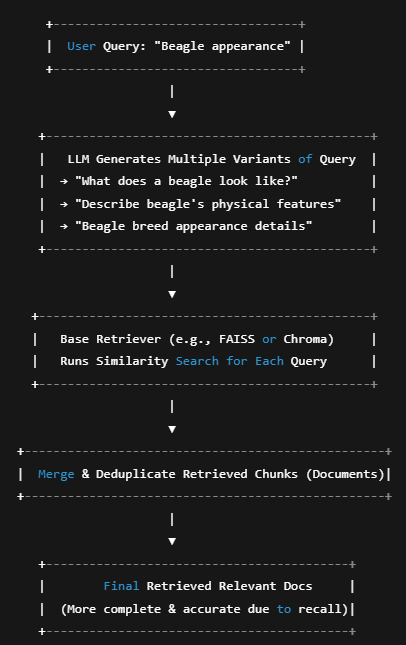 User Query: "Beagle appearance"
LLM Generates Multiple Variants of Query
→ "What does a beagle look like?"
→ "Describe beagle's physical features"
→ "Beagle breed appearance details"
Base Retriever (e.g., FAISS or Chroma)
Runs Similarity Search for Each Query
Merge & Deduplicate Retrieved Chunks (Documents)
Final Retrieved Relevant Docs
(More complete & accurate due to recall)